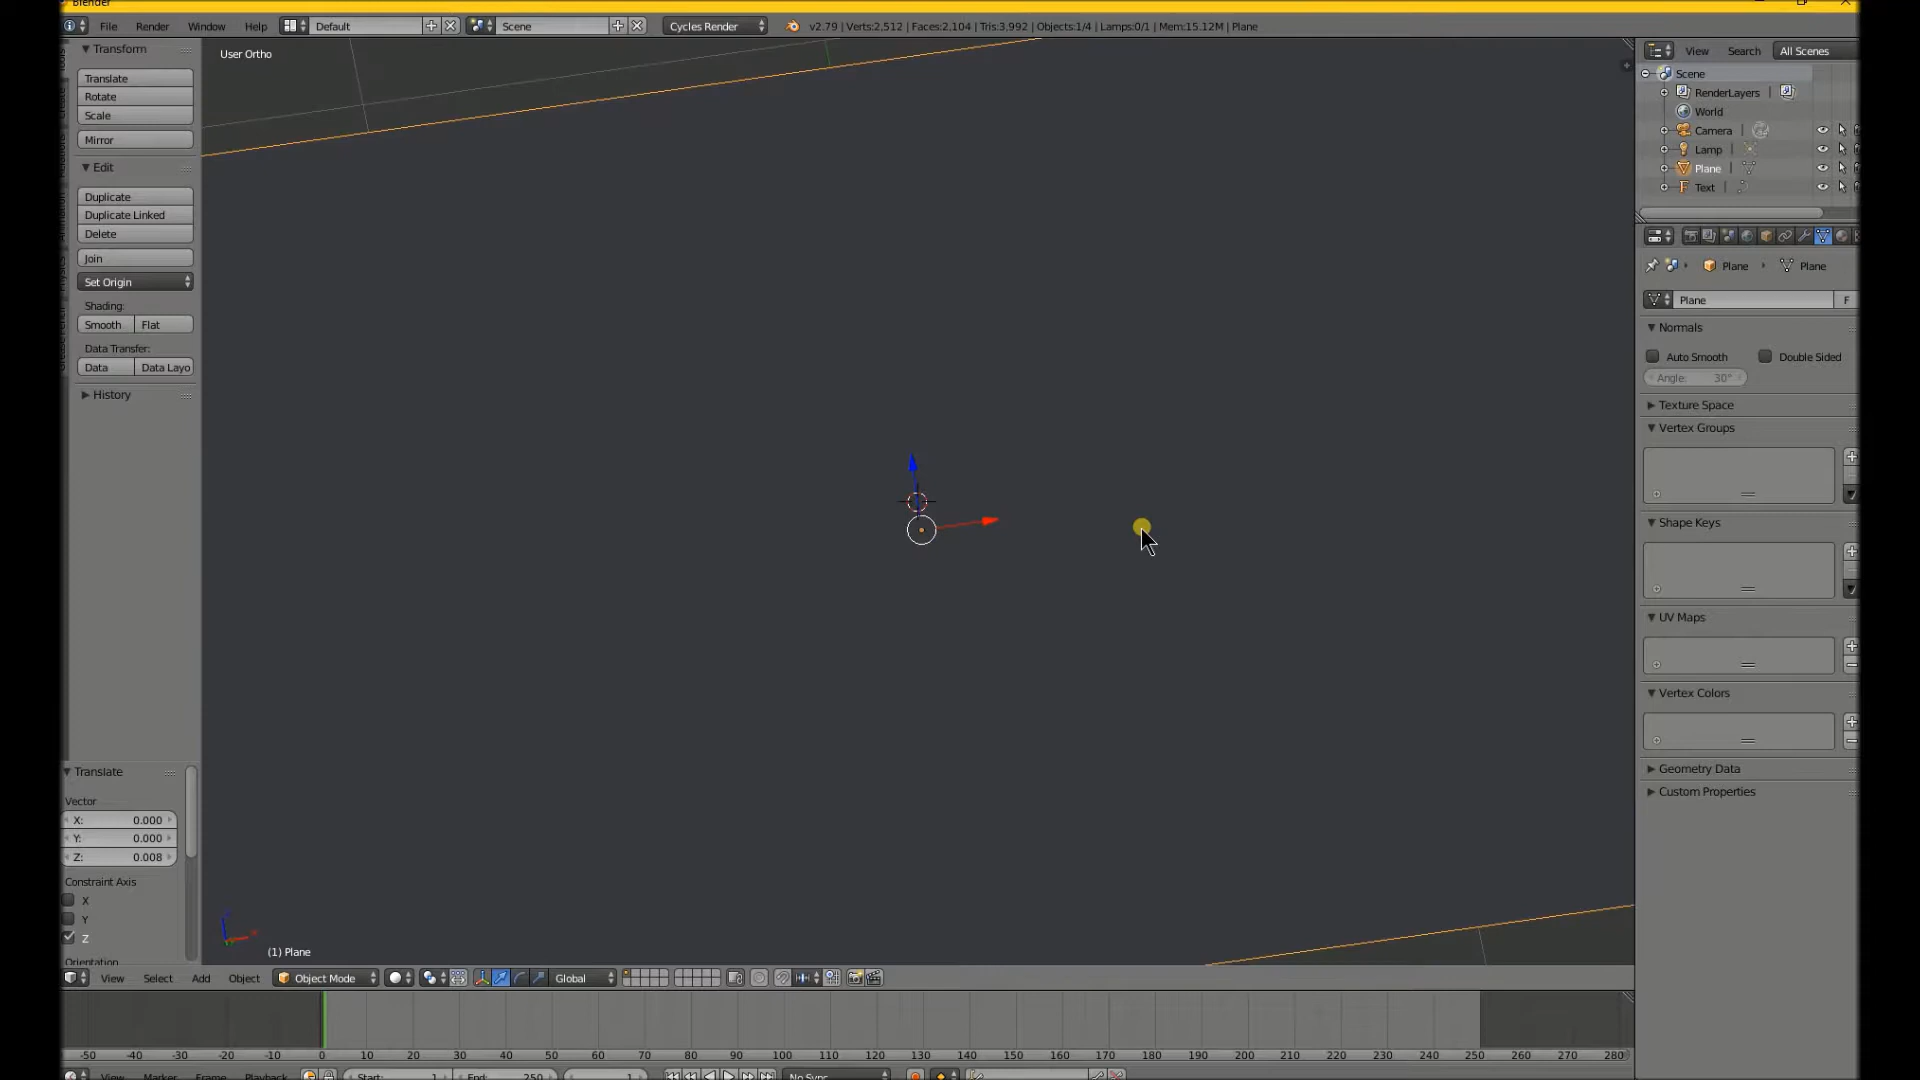 Blender
File Render Window Help Default Scene Cycles Render v2.79 | Verts:2,512 | Faces:2,104 | Tris:3,992 | Objects:1/4 | Lamps:0/1 | Mem:15.12M | Plane
Transform
Translate
Rotate
Scale
Mirror
Edit
Duplicate
Duplicate Linked
Delete
Join
Set Origin
Shading:
Smooth Flat
Data Transfer:
Data Data Layo
History
Translate
Vector
X: 0.000
Y: 0.000
Z: 0.008
Constraint Axis
X
Y
Z
Orientation
User Ortho
(1) Plane
View Select Add Object Object Mode Global
-50 -40 -30 -20 -10 0 10 20 30 40 50 60 70 80 90 100 110 120 130 140 150 160 170 180 190 200 210 220 230 240 250 260 270 280
View Marker Frame Playback Start: 1 End: 250 1 No Sync
View Search All Scenes
Scene
RenderLayers
World
Camera
Lamp
Plane
Text
Plane Plane
Plane F
Normals
Auto Smooth Double Sided
Angle: 30°
Texture Space
Vertex Groups
Shape Keys
UV Maps
Vertex Colors
Geometry Data
Custom Properties